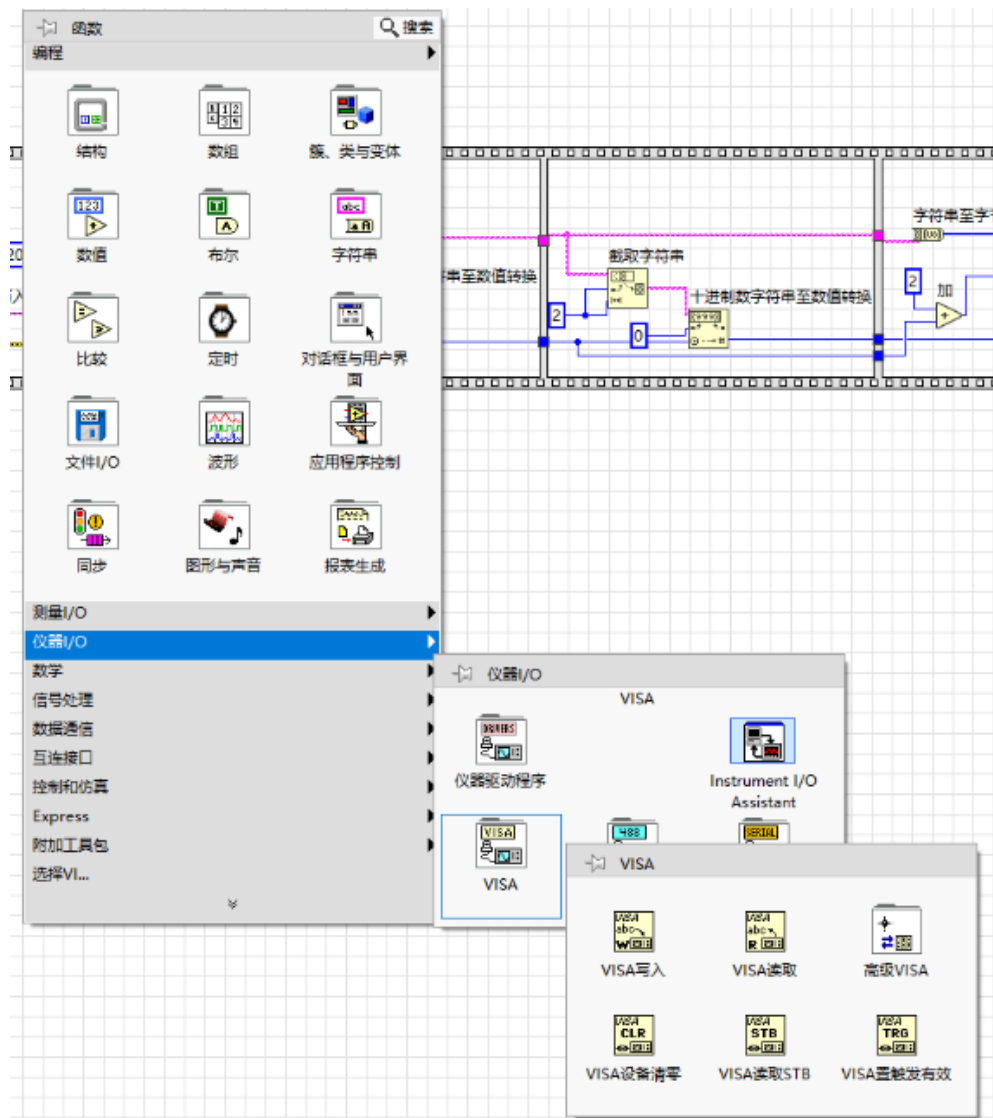 函数
搜索
编程
结构
数组
簇、类与变体
数值
布尔
字符串
比较
定时
对话框与用户界
面
文件I/O
波形
应用程序控制
同步
图形与声音
报表生成
测量I/O
仪器I/O
数学
信号处理
数据通信
互连接口
控制和仿真
Express
附加工具包
选择VI...
串至数值转换
截取字符串
2
0
十进制数字符串至数值转换
字符串至字
2
加
仪器I/O
VISA
仪器驱动程序
Instrument I/O
Assistant
VISA
VISA
VISA写入
VISA读取
高级VISA
VISA设备清零
VISA读取STB
VISA置触发有效